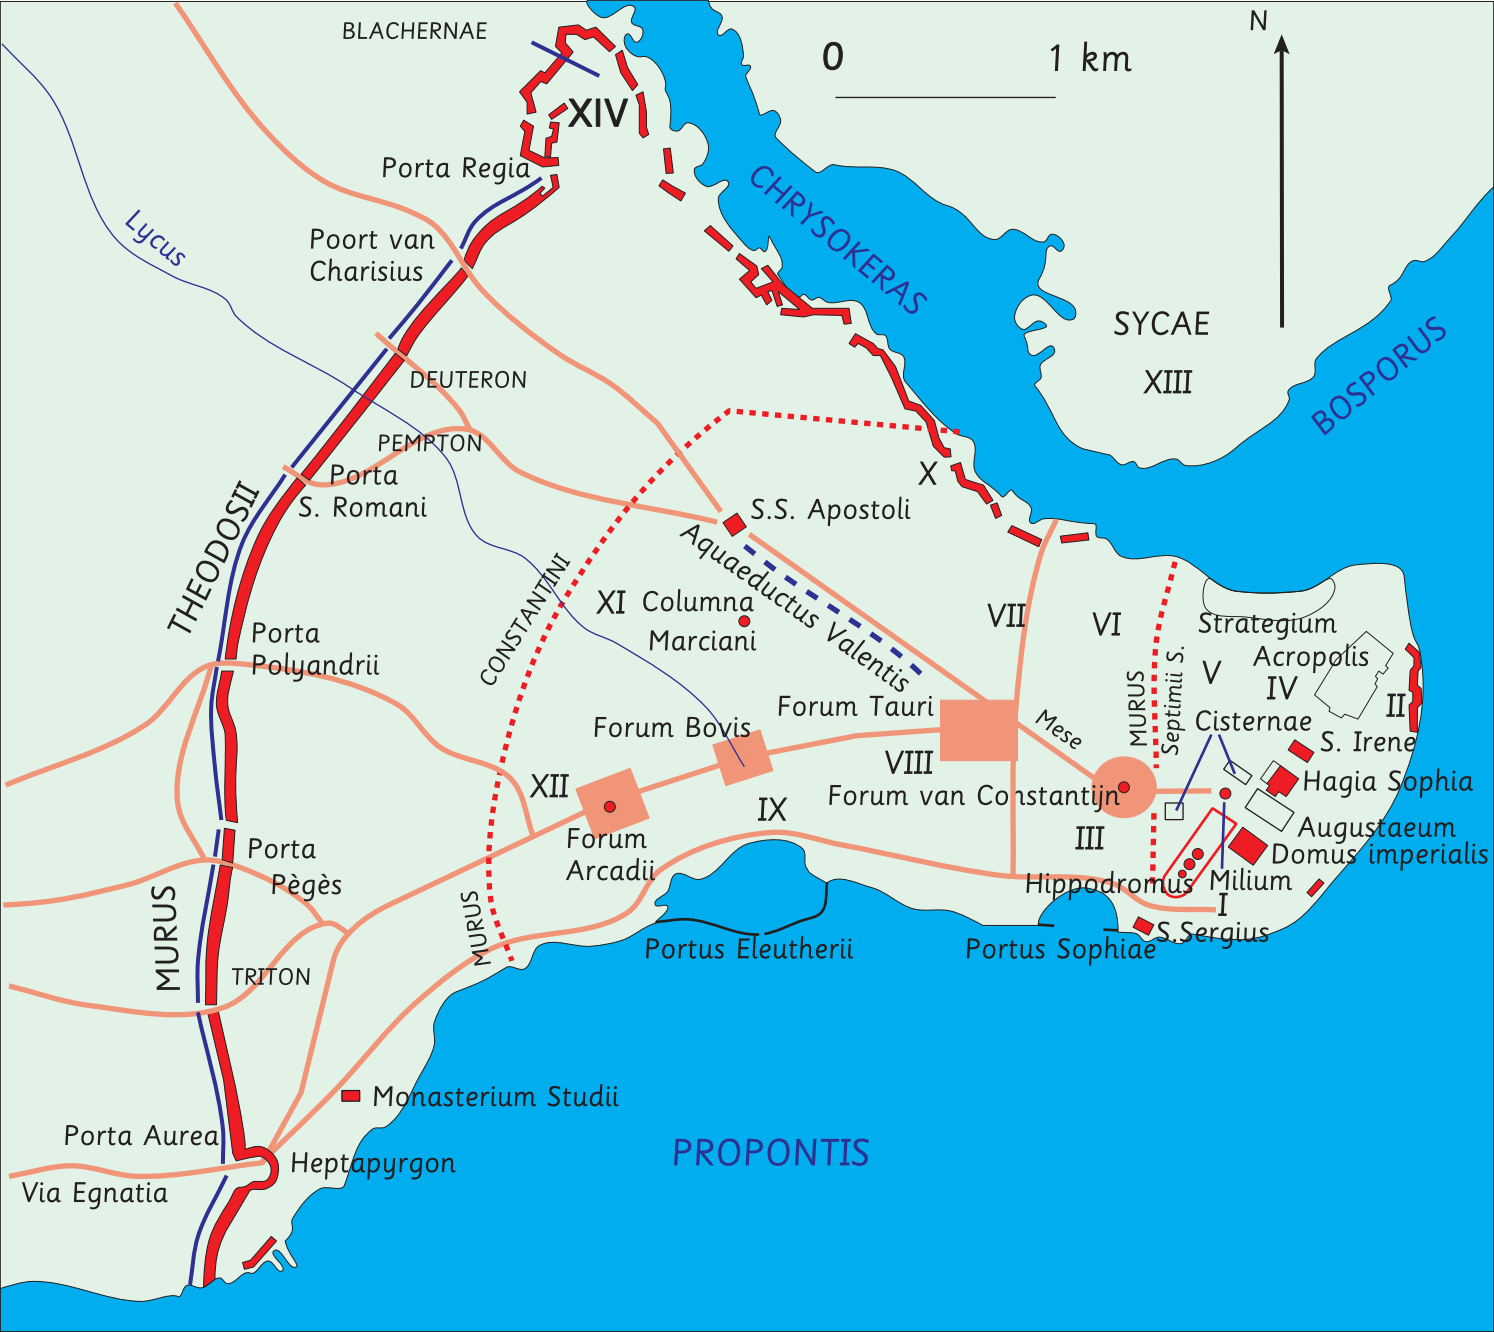 N
BLACHERNAE
0
1 km
XIV
Porta Regia
CHRYSOKERAS
Lycus
Poort van
Charisius
SYCAE
XIII
BOSPORUS
DEUTERON
PEMPTON
Porta
S. Romani
X
THEODOSII
S.S. Apostoli
Aquaeductus Valentis
CONSTANTINI
XI
Columna
Marciani
VII
VI
Strategium
Acropolis
Porta
Polyandrii
V
IV
II
MURUS
Septimii S.
Forum Tauri
Mese
Cisternae
Forum Bovis
S. Irene
VIII
XII
Hagia Sophia
Forum van Constantijn
IX
Augustaeum
III
Forum
Arcadii
Porta
Pègès
Domus imperialis
Hippodromus
Milium
I
MURUS
MURUS
S.Sergius
Portus Eleutherii
Portus Sophiae
TRITON
Monasterium Studii
Porta Aurea
PROPONTIS
Heptapyrgon
Via Egnatia